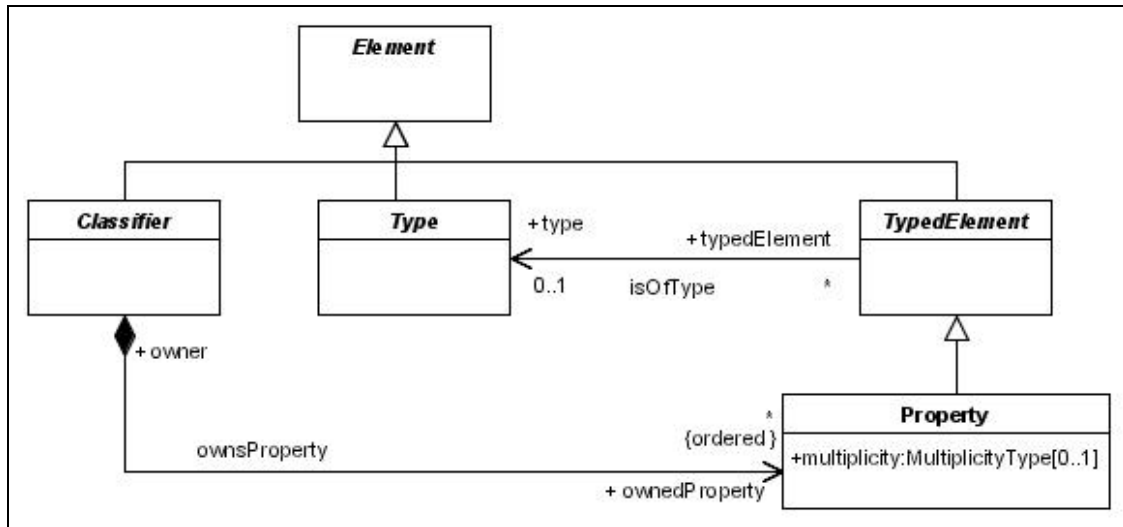 Element
Classifier
Type
TypedElement
+type
+typedElement
0..1
isOfType
*
+ owner
Property
*
{ordered }
+multiplicity:MultiplicityType[0..1]
ownsProperty
+ ownedProperty